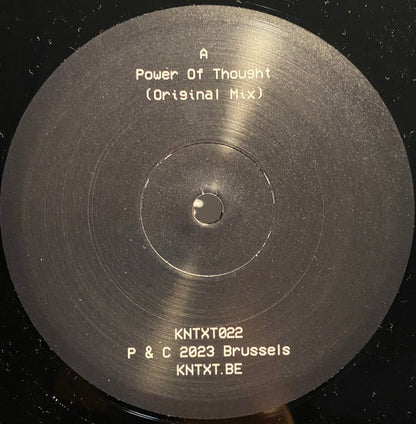 A
Power Of Thought
(Original Mix)
KNTXT022
P & C 2023 Brussels
KNTXT.BE